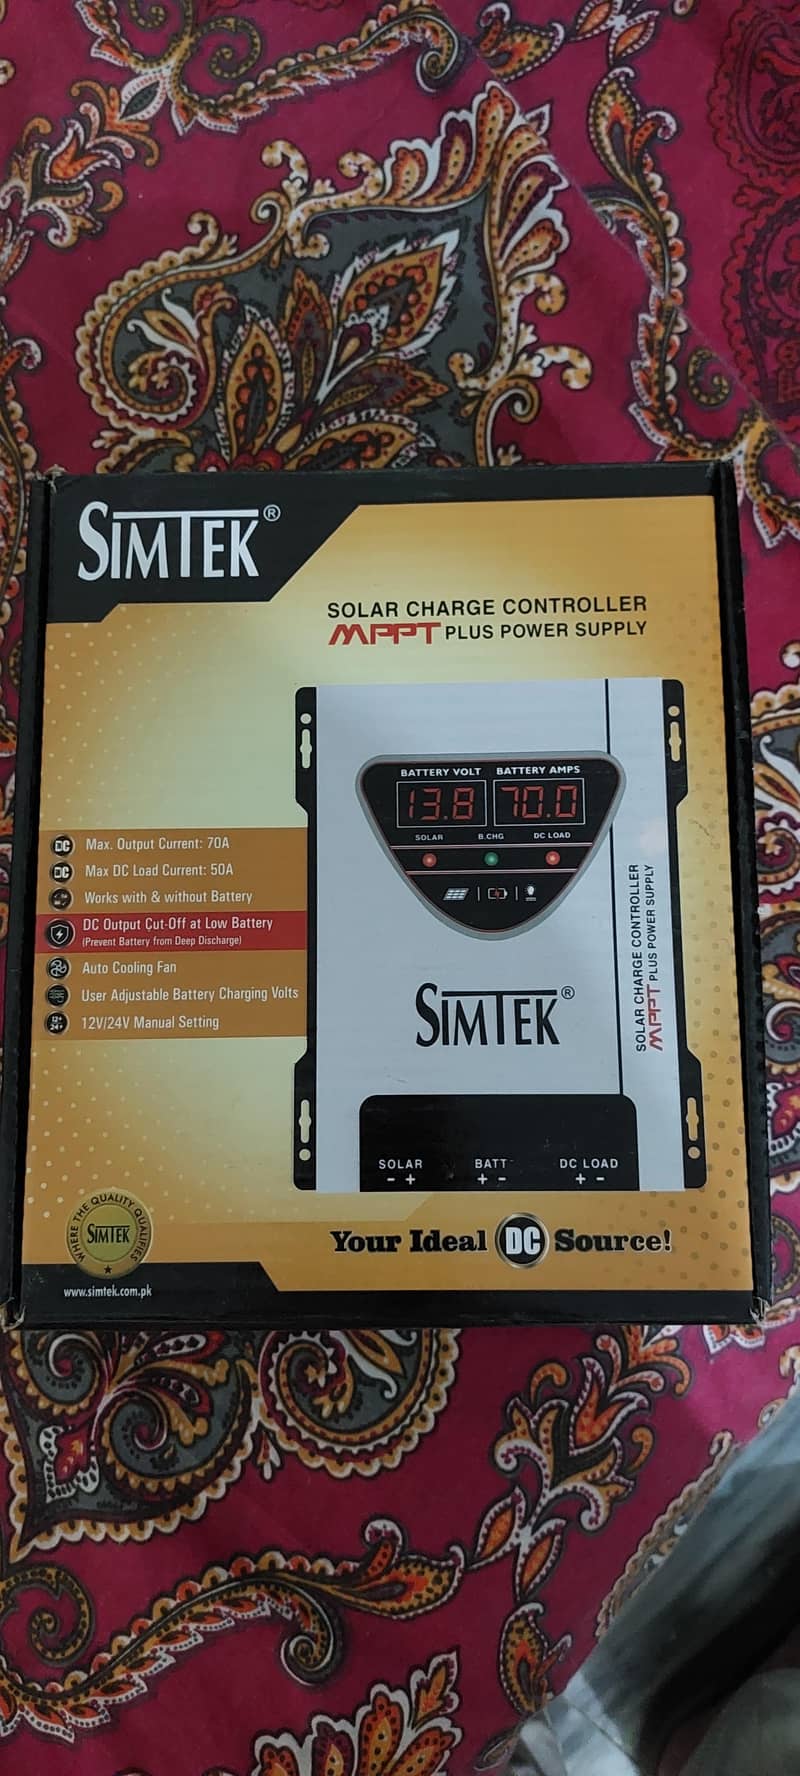 SIMTEK®
SOLAR CHARGE CONTROLLER
MPPT PLUS POWER SUPPLY
BATTERY VOLT BATTERY AMPS
13.8 70.0
SOLAR B.CHG DC LOAD
DC Max. Output Current: 70A
DC Max DC Load Current: 50A
Works with & without Battery
DC Output Cut-Off at Low Battery
(Prevent Battery from Deep Discharge)
Auto Cooling Fan
User Adjustable Battery Charging Volts
12V/24V Manual Setting
SIMTEK®
SOLAR CHARGE CONTROLLER
MPPT PLUS POWER SUPPLY
SOLAR BATT DC LOAD
- + + - + -
WHERE THE QUALITY QUALIFIES
SIMTEK
www.simtek.com.pk
Your Ideal DC Source!